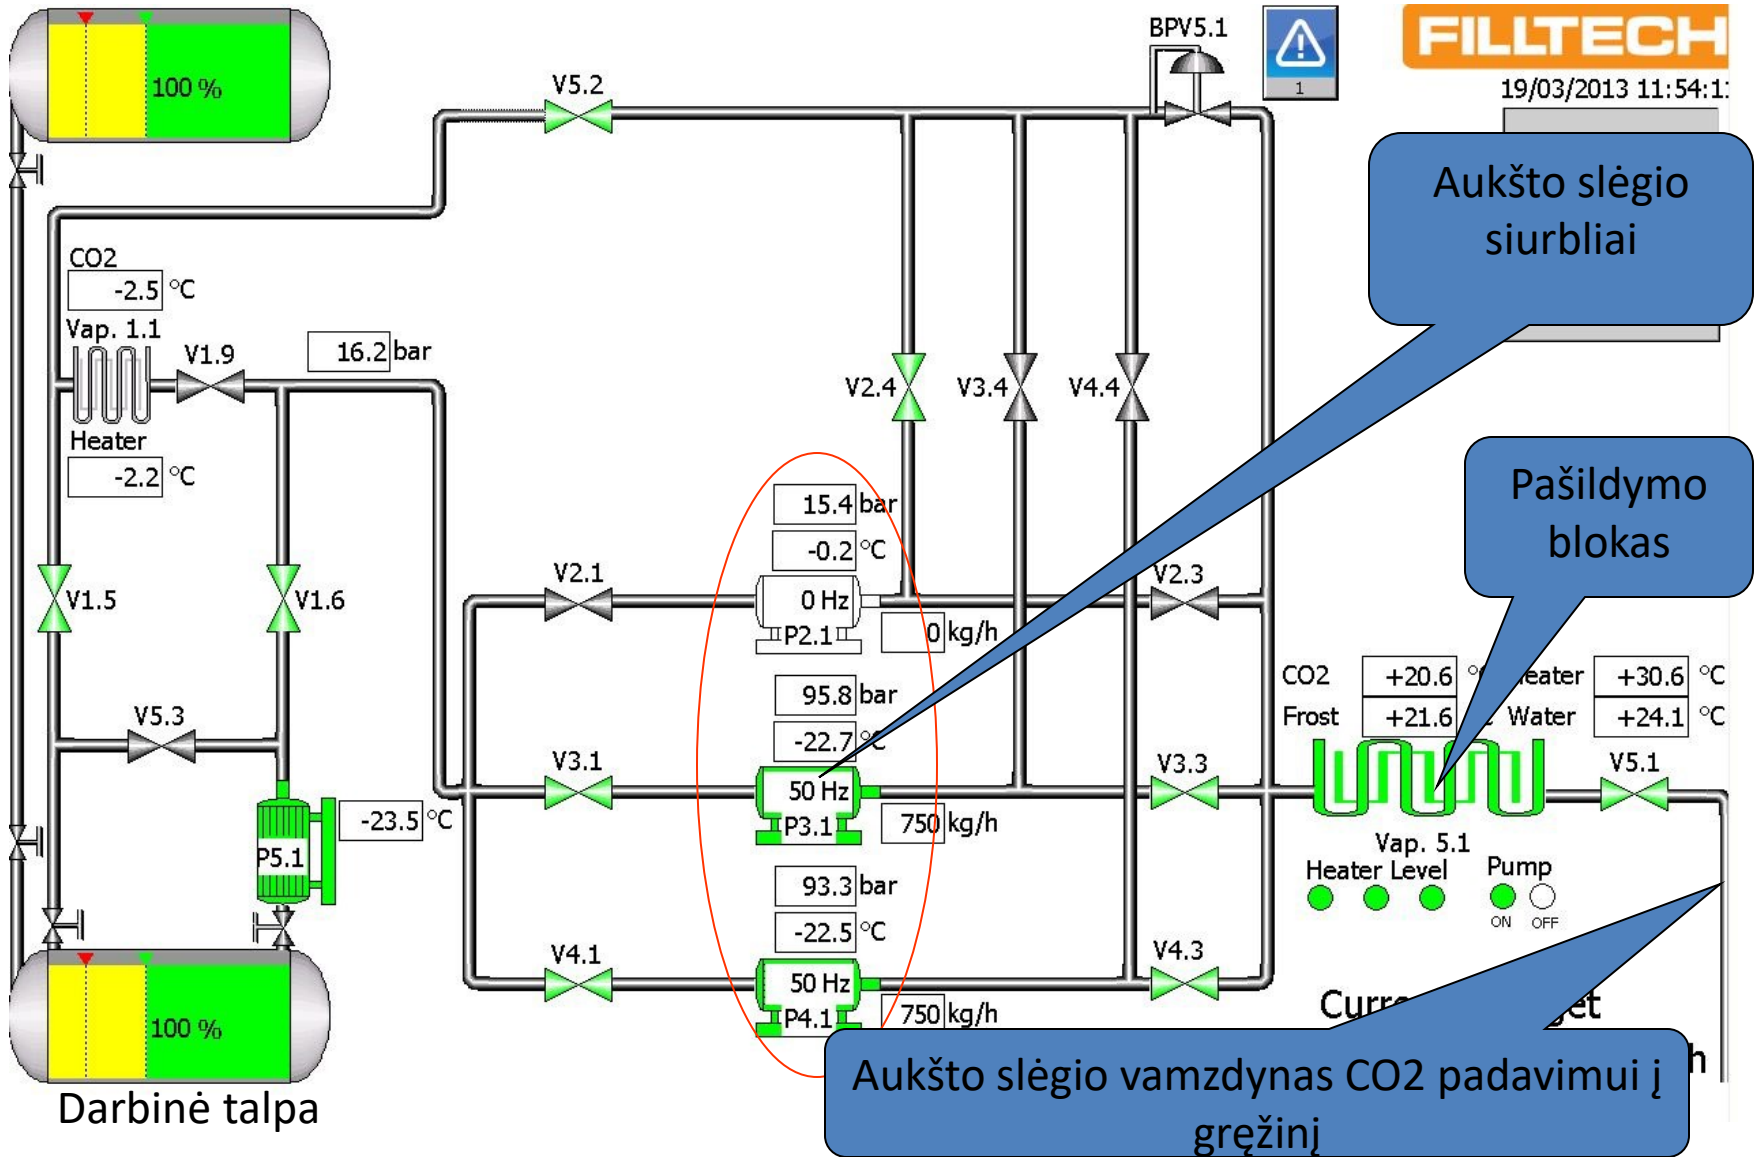 FILLTECH
19/03/2013 11:54:1
BPV5.1
1
100 %
V5.2
Aukšto slėgio
siurbliai
CO2
-2.5 °C
Vap. 1.1
V1.9
16.2 bar
Heater
-2.2 °C
V2.4
V3.4
V4.4
Pašildymo
blokas
15.4 bar
-0.2 °C
V1.5
V1.6
V2.1
0 Hz
P2.1
0 kg/h
V2.3
V5.3
95.8 bar
-22.7 °C
CO2 +20.6 °C Heater +30.6 °C
Frost +21.6 °C Water +24.1 °C
V3.1
50 Hz
P3.1
750 kg/h
V3.3
V5.1
-23.5 °C
P5.1
Vap. 5.1
Heater Level
Pump
ON OFF
93.3 bar
-22.5 °C
V4.1
50 Hz
P4.1
750 kg/h
V4.3
100 %
Darbinė talpa
Aukšto slėgio vamzdynas CO2 padavimui į
gręžinį